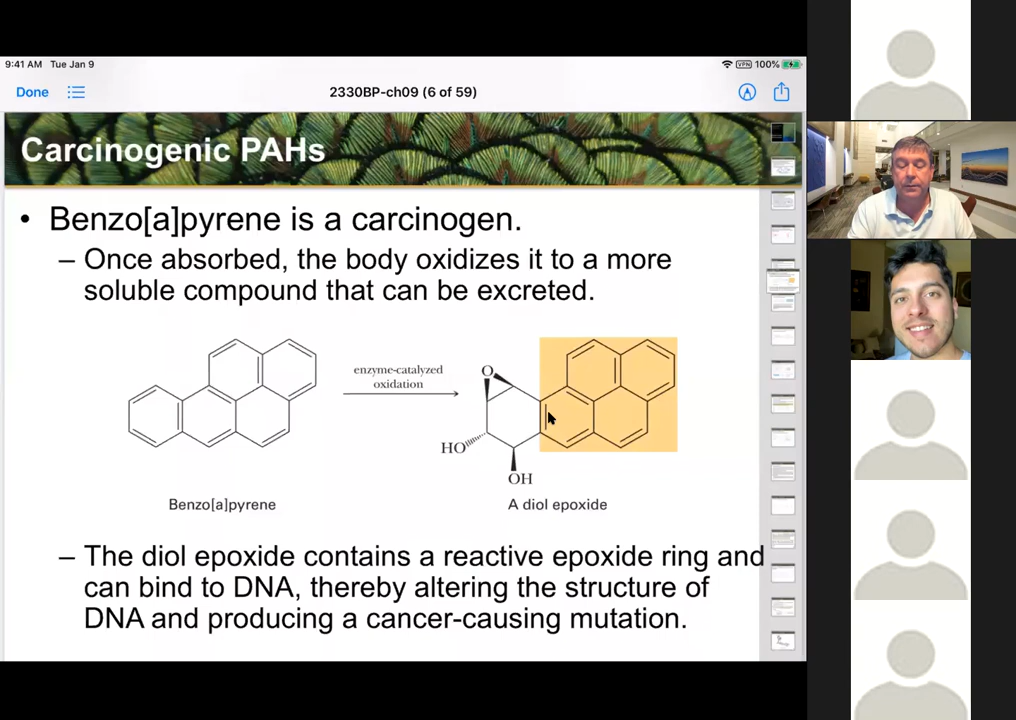 9:41 AM Tue Jan 9
VPN 100%
Done
2330BP-ch09 (6 of 59)
Carcinogenic PAHs
• Benzo[a]pyrene is a carcinogen.
– Once absorbed, the body oxidizes it to a more
soluble compound that can be excreted.
enzyme-catalyzed
oxidation
O
HO
OH
Benzo[a]pyrene
A diol epoxide
– The diol epoxide contains a reactive epoxide ring and
can bind to DNA, thereby altering the structure of
DNA and producing a cancer-causing mutation.